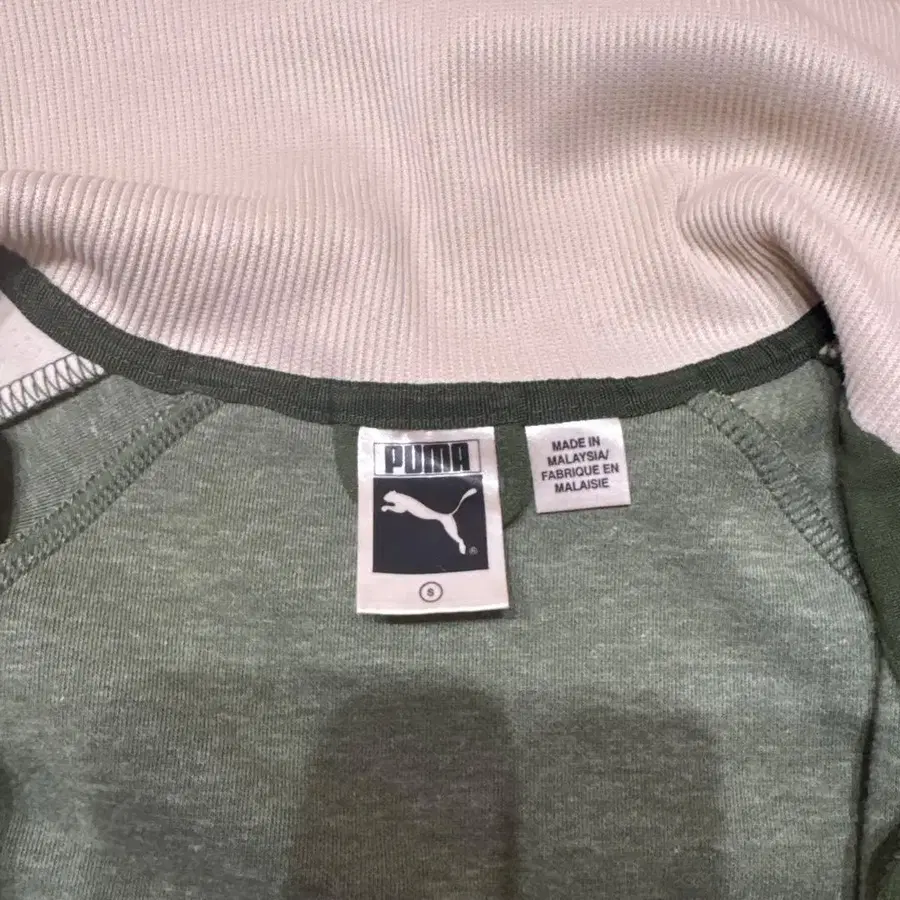 PUMA
®
S
MADE IN
MALAYSIA/
FABRIQUE EN
MALAISIE